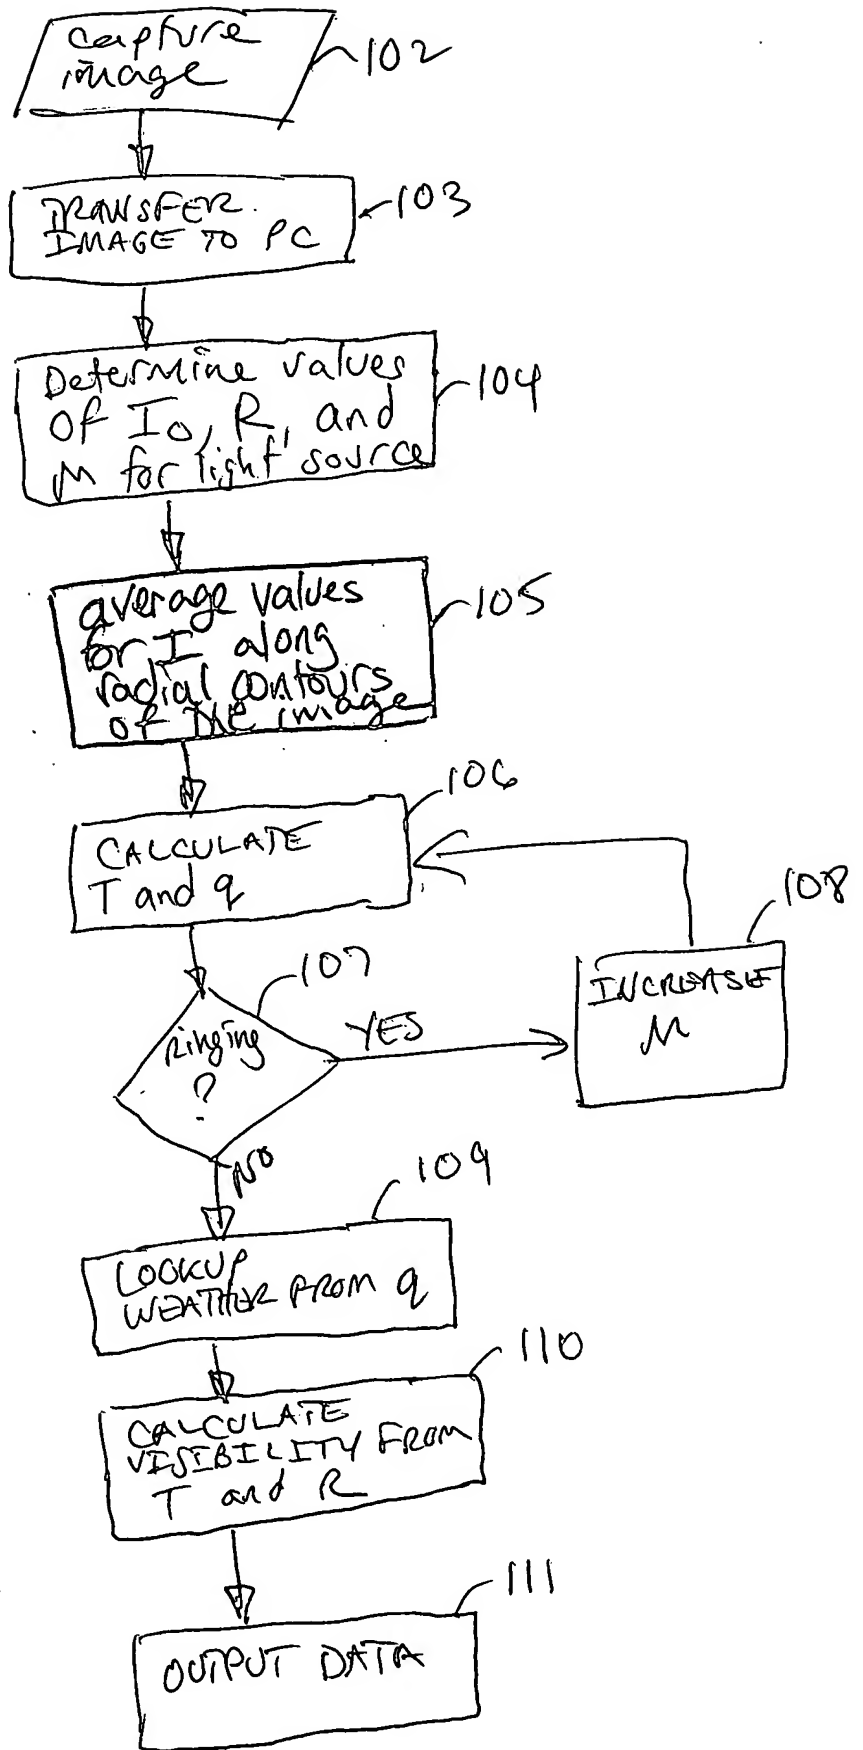 Capture
image
102
TRANSFER
IMAGE TO PC
103
Determine values
Of Io, R, and
M for light source
104
average values
for I along
radial contours
of the image
105
106
CALCULATE
T and q
108
INCREASE
M
107
Ringing
?
YES
NO
109
LOOKUP
WEATHER FROM q
110
CALCULATE
VISIBILITY FROM
T and R
111
OUTPUT DATA